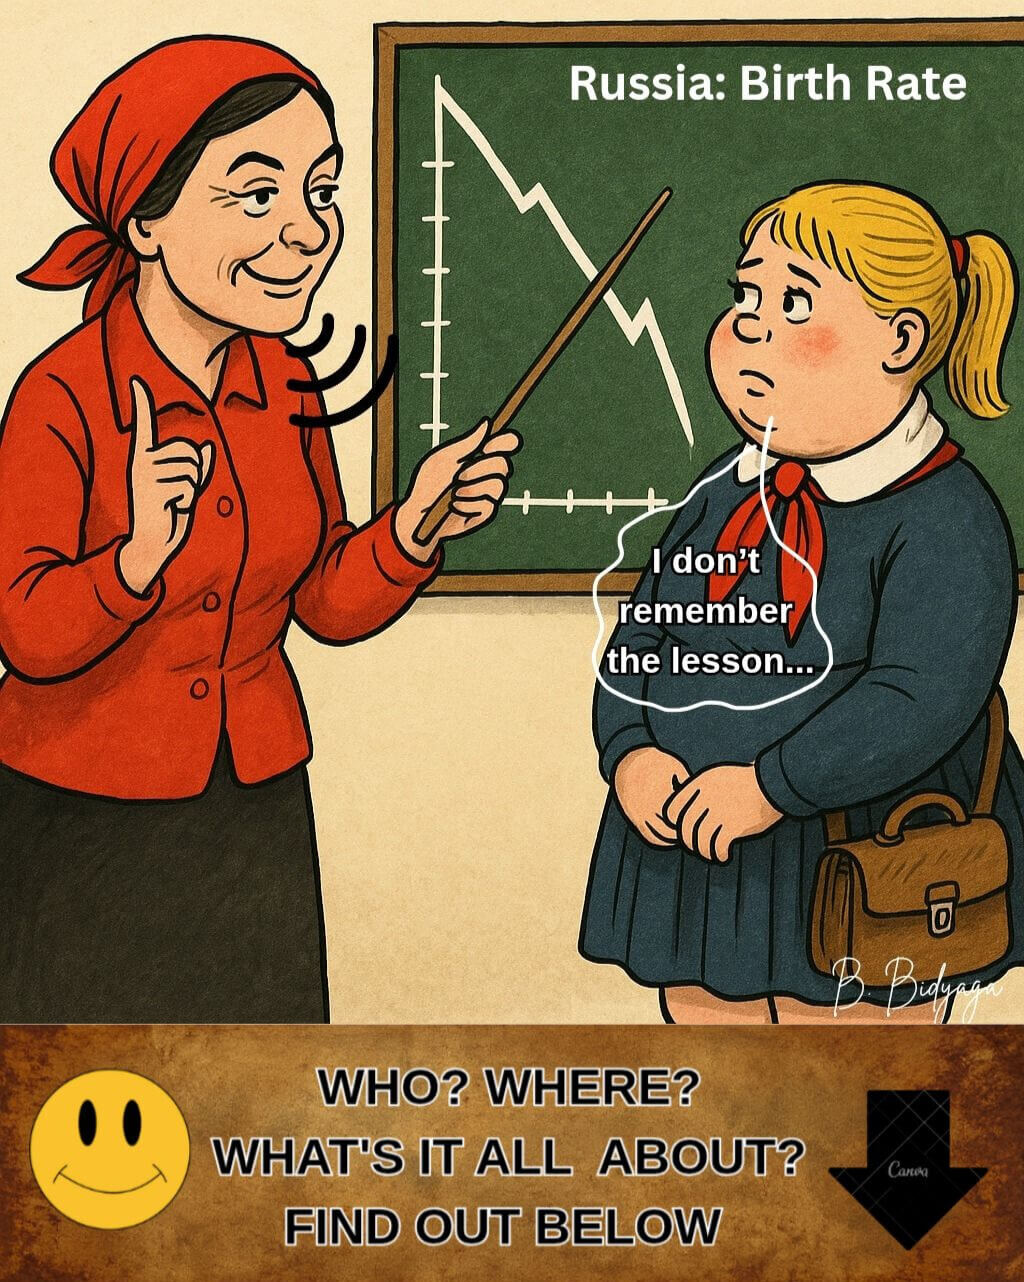 Russia: Birth Rate
I don’t
remember
the lesson...
B. Bidyaga
WHO? WHERE?
WHAT'S IT ALL ABOUT?
FIND OUT BELOW
Canva